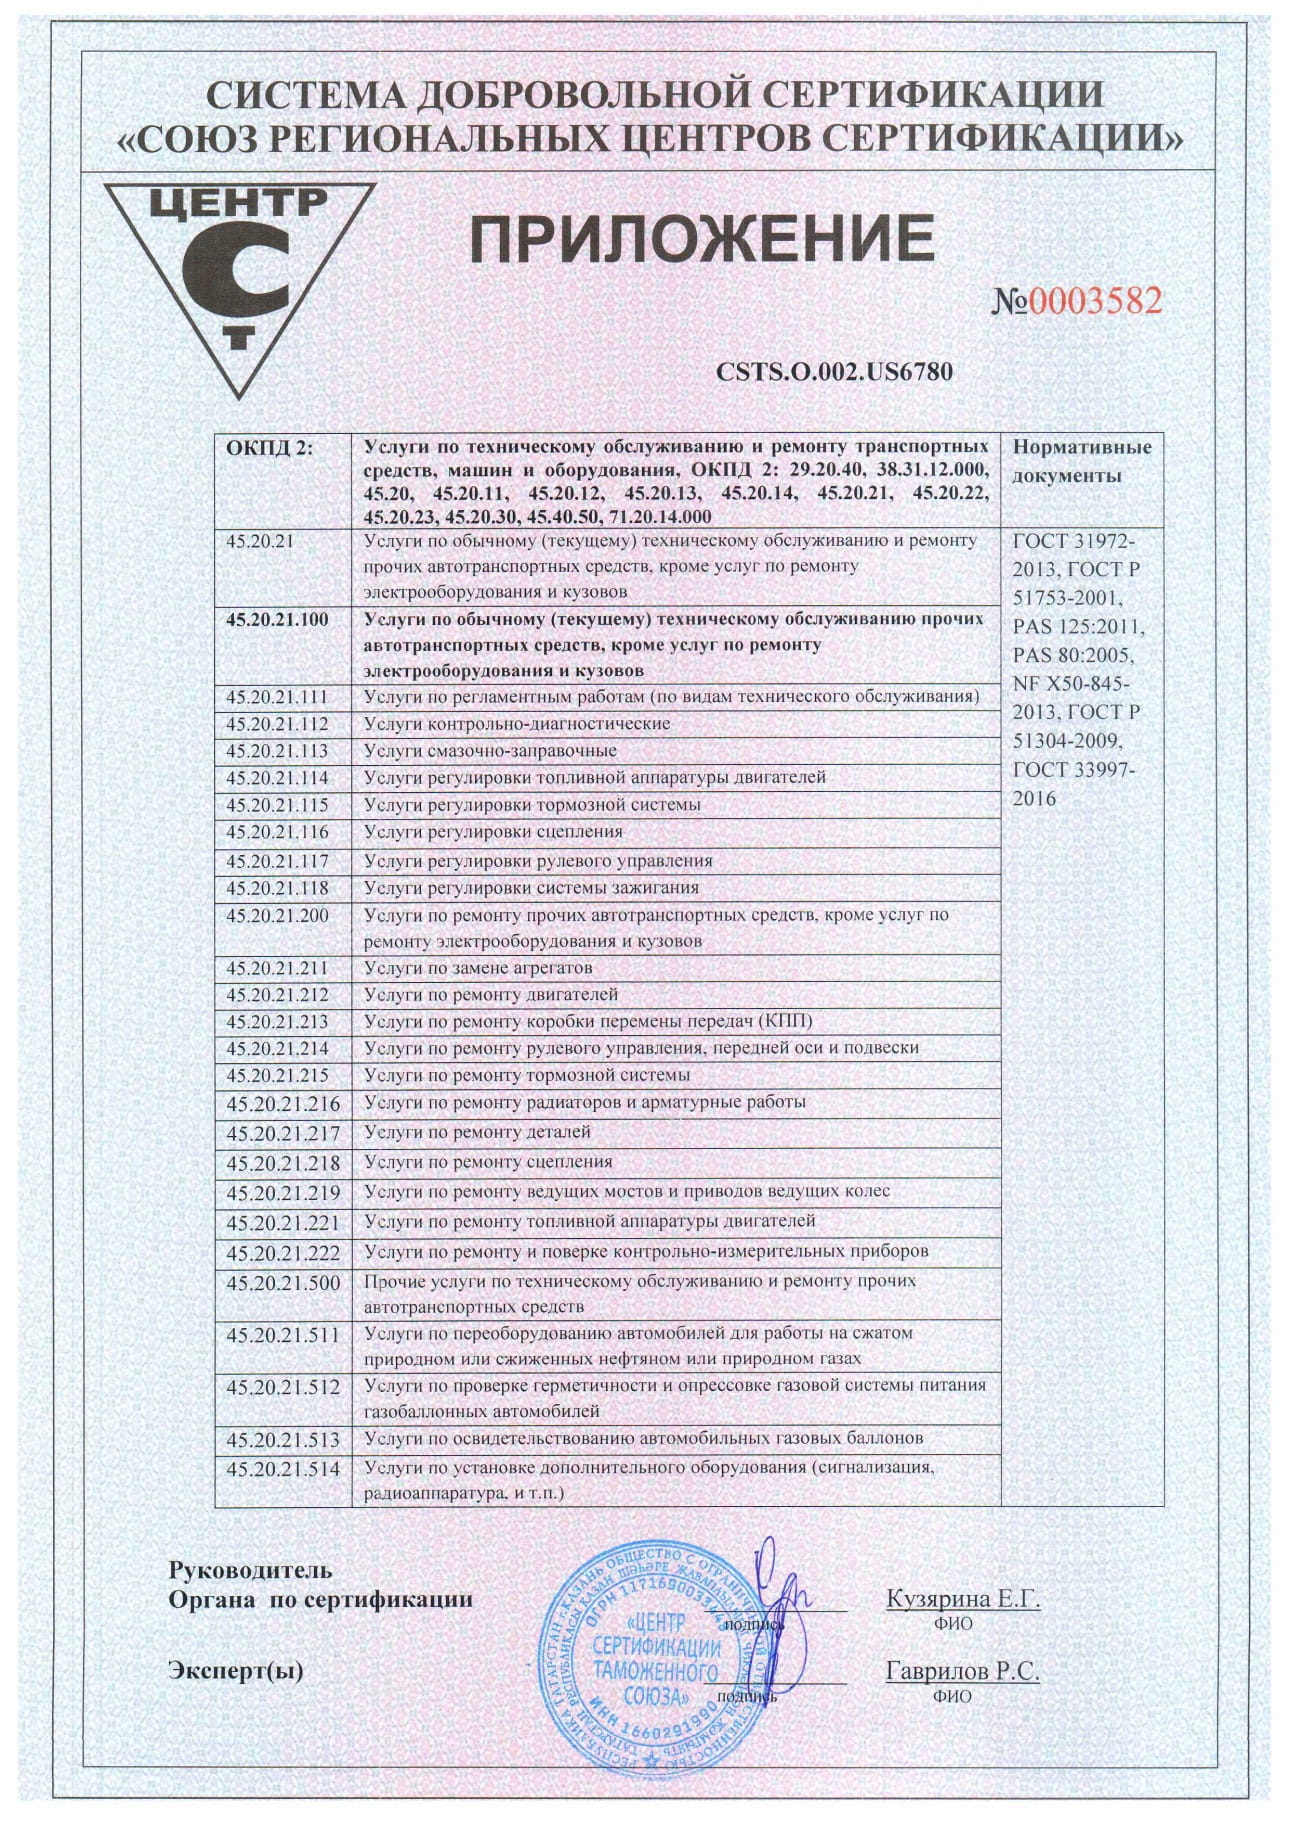 СИСТЕМА ДОБРОВОЛЬНОЙ СЕРТИФИКАЦИИ
«СОЮЗ РЕГИОНАЛЬНЫХ ЦЕНТРОВ СЕРТИФИКАЦИИ»
ЦЕНТР
С
Т
ПРИЛОЖЕНИЕ
№0003582
CSTS.O.002.US6780
ОКПД 2:
Услуги по техническому обслуживанию и ремонту транспортных
средств, машин и оборудования, ОКПД 2: 29.20.40, 38.31.12.000,
45.20, 45.20.11, 45.20.12, 45.20.13, 45.20.14, 45.20.21, 45.20.22,
45.20.23, 45.20.30, 45.40.50, 71.20.14.000
Нормативные
документы
45.20.21
Услуги по обычному (текущему) техническому обслуживанию и ремонту
прочих автотранспортных средств, кроме услуг по ремонту
электрооборудования и кузовов
ГОСТ 31972-
2013, ГОСТ Р
51753-2001,
PAS 125:2011,
PAS 80:2005,
NF X50-845-
2013, ГОСТ Р
51304-2009,
ГОСТ 33997-
2016
45.20.21.100
Услуги по обычному (текущему) техническому обслуживанию прочих
автотранспортных средств, кроме услуг по ремонту
электрооборудования и кузовов
45.20.21.111 Услуги по регламентным работам (по видам технического обслуживания)
45.20.21.112 Услуги контрольно-диагностические
45.20.21.113 Услуги смазочно-заправочные
45.20.21.114 Услуги регулировки топливной аппаратуры двигателей
45.20.21.115 Услуги регулировки тормозной системы
45.20.21.116 Услуги регулировки сцепления
45.20.21.117 Услуги регулировки рулевого управления
45.20.21.118 Услуги регулировки системы зажигания
45.20.21.200 Услуги по ремонту прочих автотранспортных средств, кроме услуг по
ремонту электрооборудования и кузовов
45.20.21.211 Услуги по замене агрегатов
45.20.21.212 Услуги по ремонту двигателей
45.20.21.213 Услуги по ремонту коробки перемены передач (КПП)
45.20.21.214 Услуги по ремонту рулевого управления, передней оси и подвески
45.20.21.215 Услуги по ремонту тормозной системы
45.20.21.216 Услуги по ремонту радиаторов и арматурные работы
45.20.21.217 Услуги по ремонту деталей
45.20.21.218 Услуги по ремонту сцепления
45.20.21.219 Услуги по ремонту ведущих мостов и приводов ведущих колес
45.20.21.221 Услуги по ремонту топливной аппаратуры двигателей
45.20.21.222 Услуги по ремонту и поверке контрольно-измерительных приборов
45.20.21.500 Прочие услуги по техническому обслуживанию и ремонту прочих
автотранспортных средств
45.20.21.511 Услуги по переоборудованию автомобилей для работы на сжатом
природном или сжиженных нефтяном или природном газах
45.20.21.512 Услуги по проверке герметичности и опрессовке газовой системы питания
газобаллонных автомобилей
45.20.21.513 Услуги по освидетельствованию автомобильных газовых баллонов
45.20.21.514 Услуги по установке дополнительного оборудования (сигнализация,
радиоаппаратура, и т.п.)
Руководитель
Органа по сертификации
Кузярина Е.Г.
подпись
ФИО
Эксперт(ы)
Гаврилов Р.С.
подпись
ФИО
РЕСПУБЛИКА ТАТАРСТАН г.КАЗАНЬ ОБЩЕСТВО С ОГРАНИЧЕННОЙ ОТВЕТСТВЕННОСТЬЮ
«ЦЕНТР
СЕРТИФИКАЦИИ
ТАМОЖЕННОГО
СОЮЗА»
ИНН 1660291990